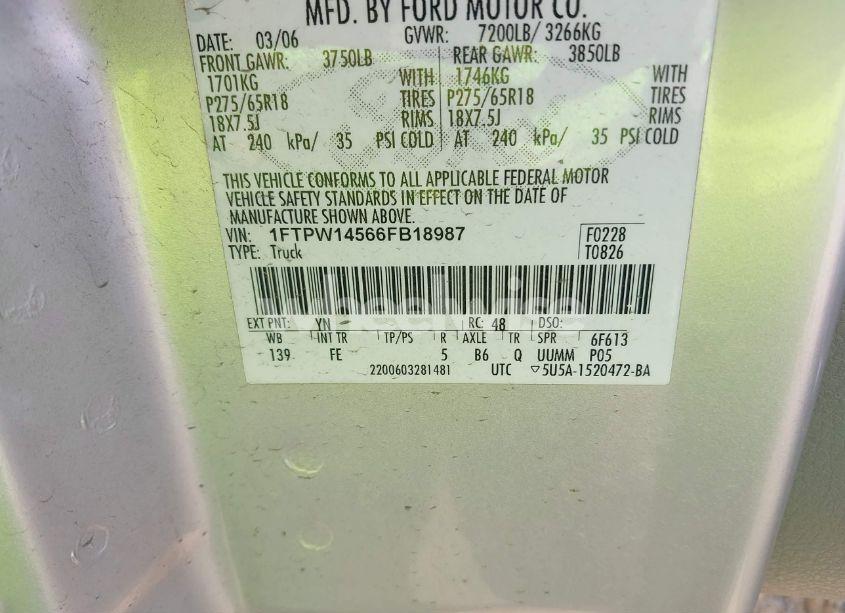 MFD. BY FORD MOTOR CO.
DATE: 03/06 GVWR: 7200LB/ 3266KG
FRONT GAWR: 3750LB REAR GAWR: 3850LB
1701KG WITH 1746KG WITH
P275/65R18 TIRES P275/65R18 TIRES
18X7.5J RIMS 18X7.5J RIMS
AT 240 kPa/ 35 PSI COLD AT 240 kPa/ 35 PSI COLD
THIS VEHICLE CONFORMS TO ALL APPLICABLE FEDERAL MOTOR
VEHICLE SAFETY STANDARDS IN EFFECT ON THE DATE OF
MANUFACTURE SHOWN ABOVE.
VIN: 1FTPW14566FB18987 F0228
TYPE: Truck T0826
EXT PNT: YN RC: 48 DSO:
WB INT TR TP/PS R AXLE TR SPR 6F613
139 FE 5 B6 Q UUMM P05
2200603281481 UTC ▽5U5A-1520472-BA